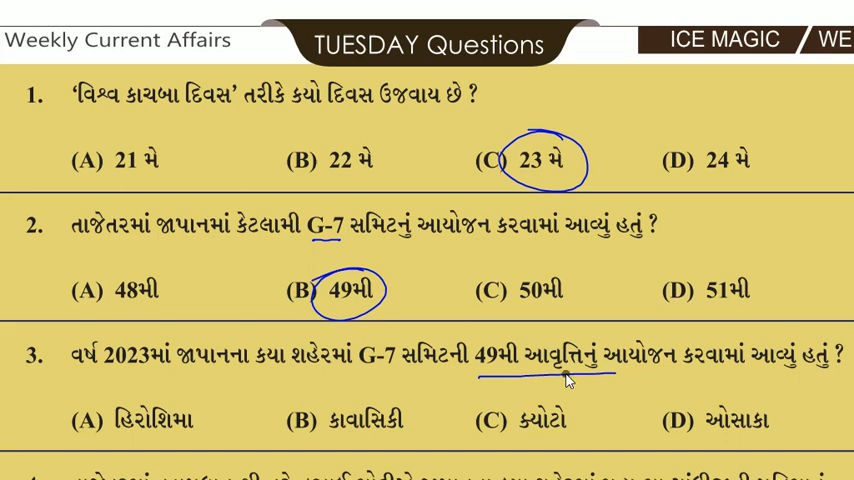 Weekly Current Affairs
TUESDAY Questions
ICE MAGIC
WE
1. ‘વિશ્વ કાચબા દિવસ’ તરીકે કયો દિવસ ઉજવાય છે ?
(A) 21 મે (B) 22 મે (C) 23 મે (D) 24 મે
2. તાજેતરમાં જાપાનમાં કેટલામી G-7 સમિટનું આયોજન કરવામાં આવ્યું હતું ?
(A) 48મી (B) 49મી (C) 50મી (D) 51મી
3. વર્ષ 2023માં જાપાનના કયા શહેરમાં G-7 સમિટની 49મી આવૃત્તિનું આયોજન કરવામાં આવ્યું હતું ?
(A) હિરોશિમા (B) કાવાસિકી (C) ક્યોટો (D) ઓસાકા